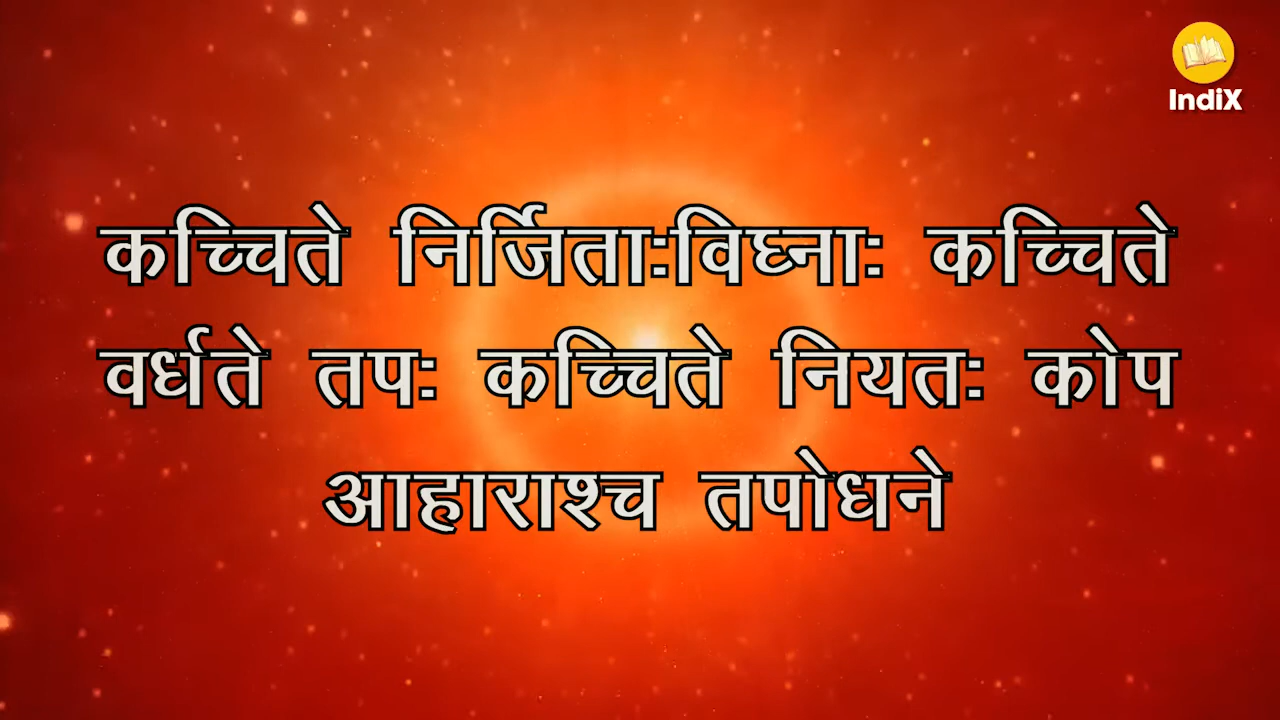 IndiX
कच्चिते निर्जिताःविघ्नाः कच्चिते
वर्धते तपः कच्चिते नियतः कोप
आहाराश्च तपोधने